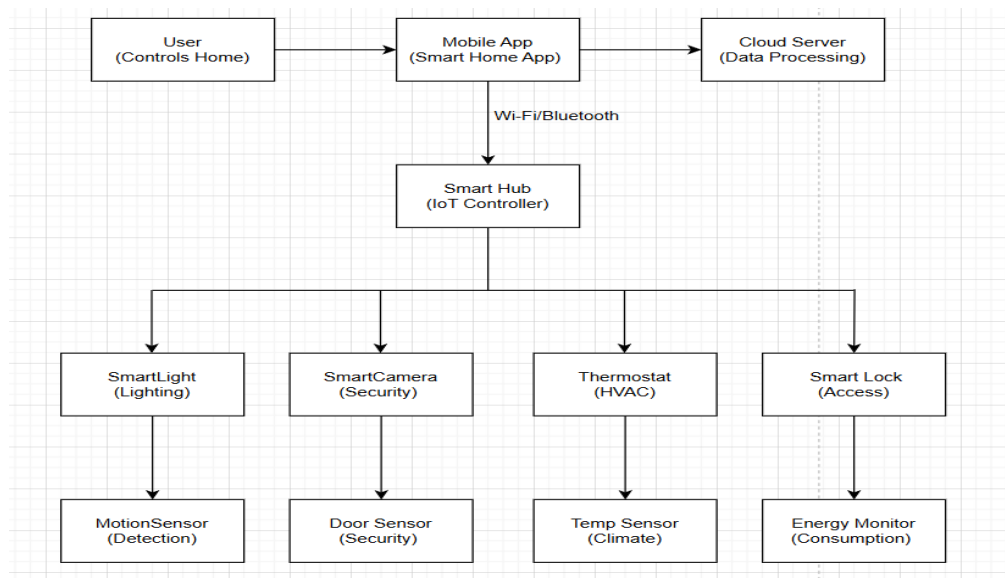 User
(Controls Home)
Mobile App
(Smart Home App)
Cloud Server
(Data Processing)
Wi-Fi/Bluetooth
Smart Hub
(IoT Controller)
SmartLight
(Lighting)
SmartCamera
(Security)
Thermostat
(HVAC)
Smart Lock
(Access)
MotionSensor
(Detection)
Door Sensor
(Security)
Temp Sensor
(Climate)
Energy Monitor
(Consumption)